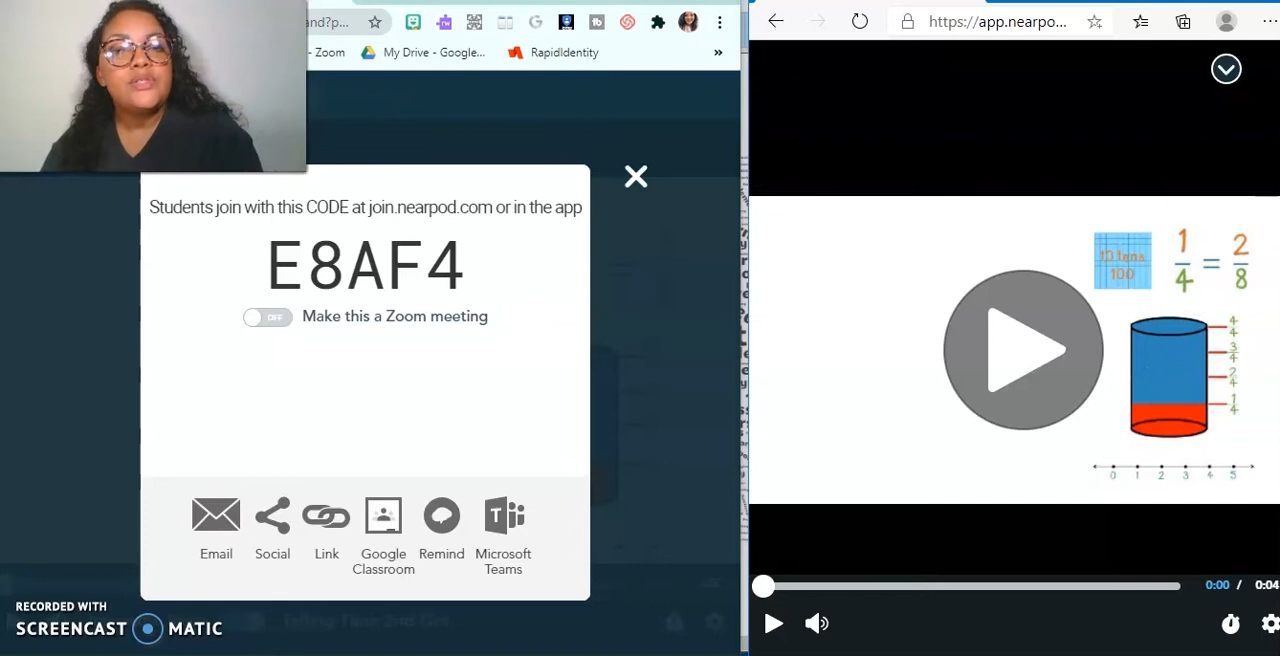 and?p...
- Zoom
My Drive - Google...
RapidIdentity
»
https://app.nearpo...
Students join with this CODE at join.nearpod.com or in the app
E8AF4
OFF
Make this a Zoom meeting
Email
Social
Link
Google Classroom
Remind
Microsoft Teams
RECORDED WITH
SCREENCAST MATIC
10 tens
100
1/4 = 2/8
4/4
3/4
2/4
1/4
0 1 2 3 4 5
0:00 / 0:04